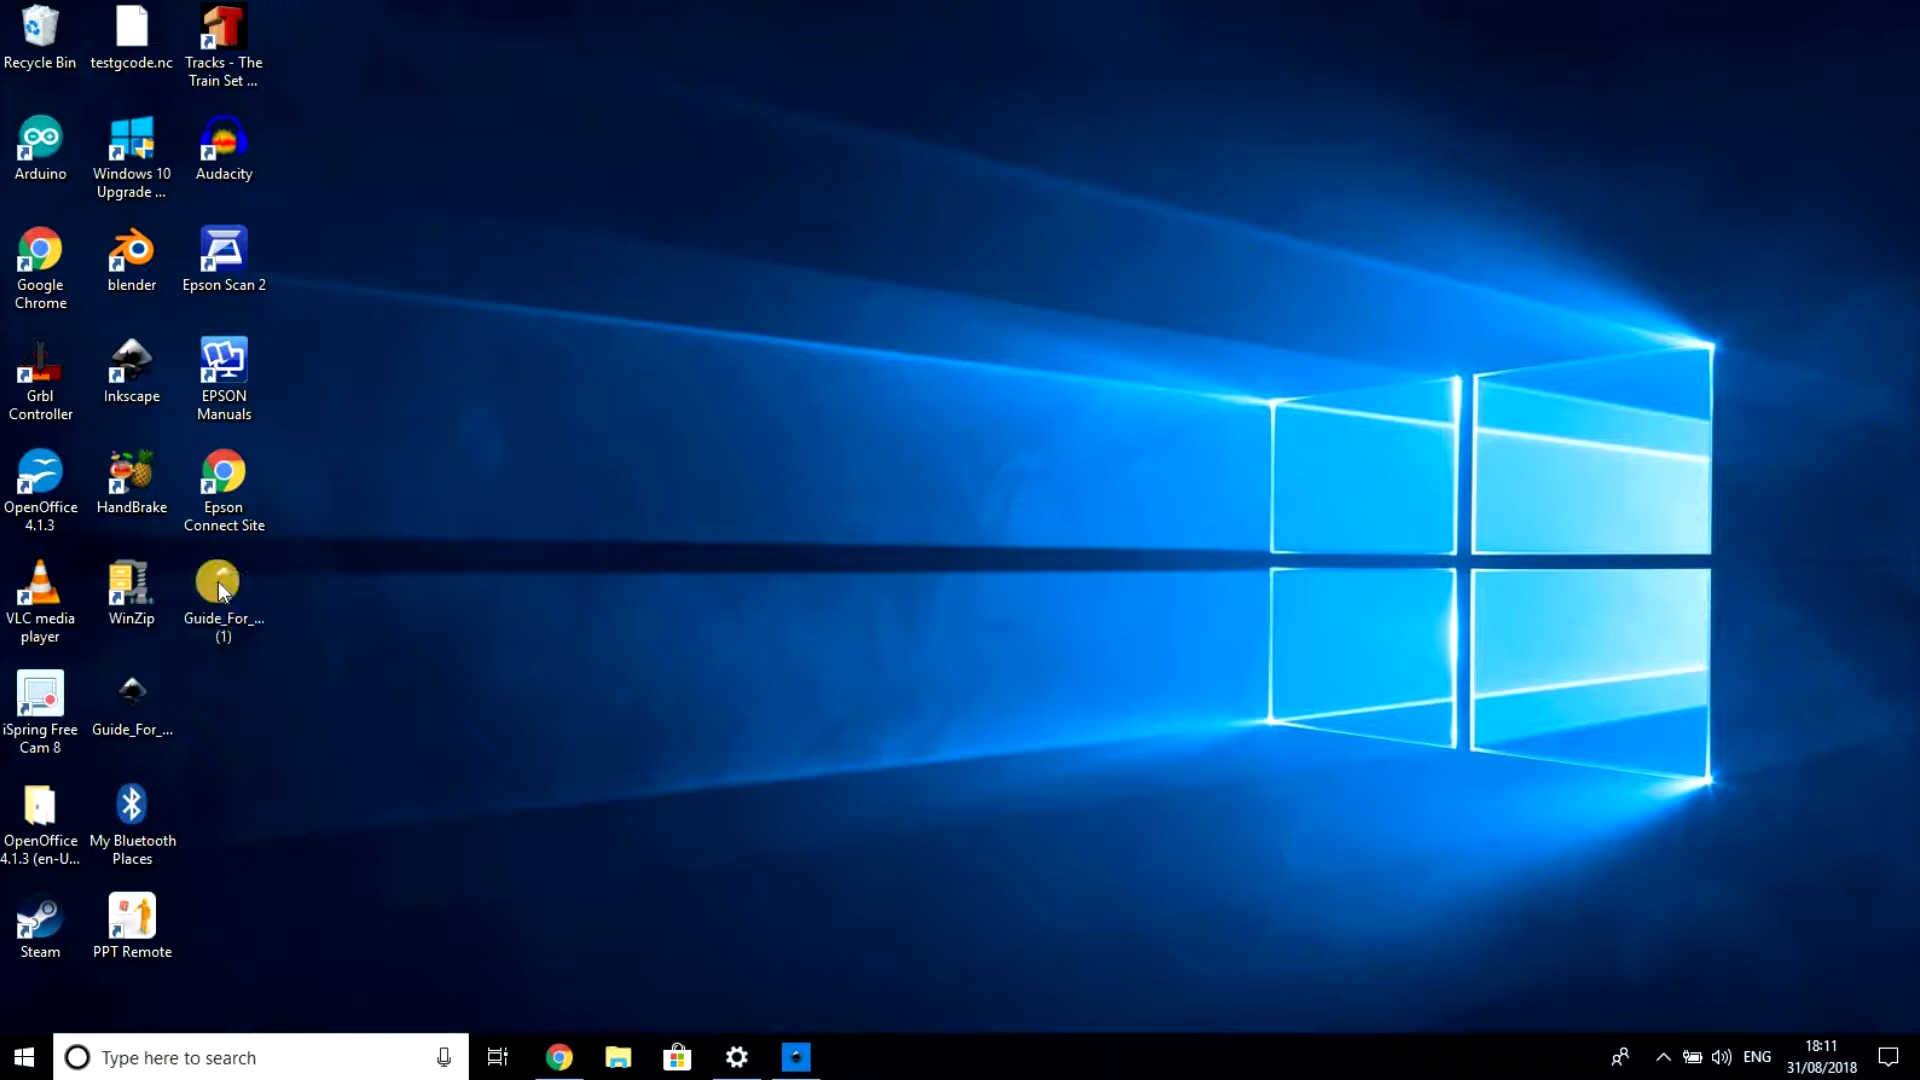 Recycle Bin
testgcode.nc
Tracks - The
Train Set ...
Arduino
Windows 10
Upgrade ...
Audacity
Google
Chrome
blender
Epson Scan 2
Grbl
Controller
Inkscape
EPSON
Manuals
OpenOffice
4.1.3
HandBrake
Epson
Connect Site
VLC media
player
WinZip
Guide_For_...
(1)
iSpring Free
Cam 8
Guide_For_...
OpenOffice
4.1.3 (en-U...
My Bluetooth
Places
Steam
PPT Remote
Type here to search
ENG
18:11
31/08/2018